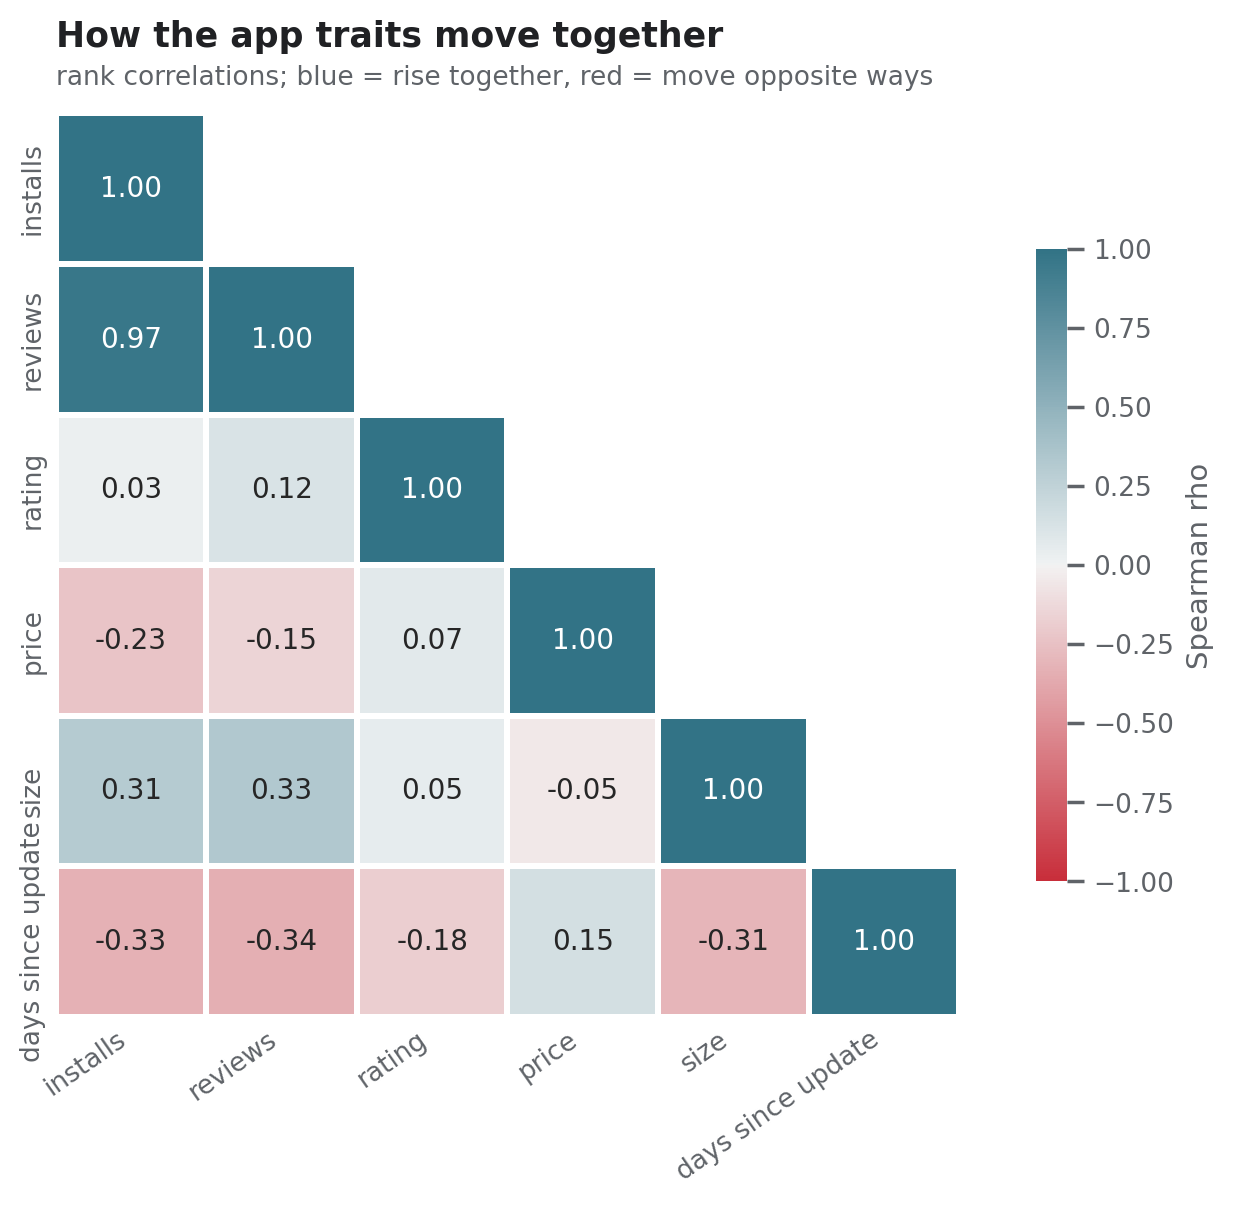 How the app traits move together
rank correlations; blue = rise together, red = move opposite ways
installs
1.00
reviews
0.97 1.00
rating
0.03 0.12 1.00
price
-0.23 -0.15 0.07 1.00
size
0.31 0.33 0.05 -0.05 1.00
days since update
-0.33 -0.34 -0.18 0.15 -0.31 1.00
installs reviews rating price size days since update
1.00
0.75
0.50
0.25
0.00
−0.25
−0.50
−0.75
−1.00
Spearman rho